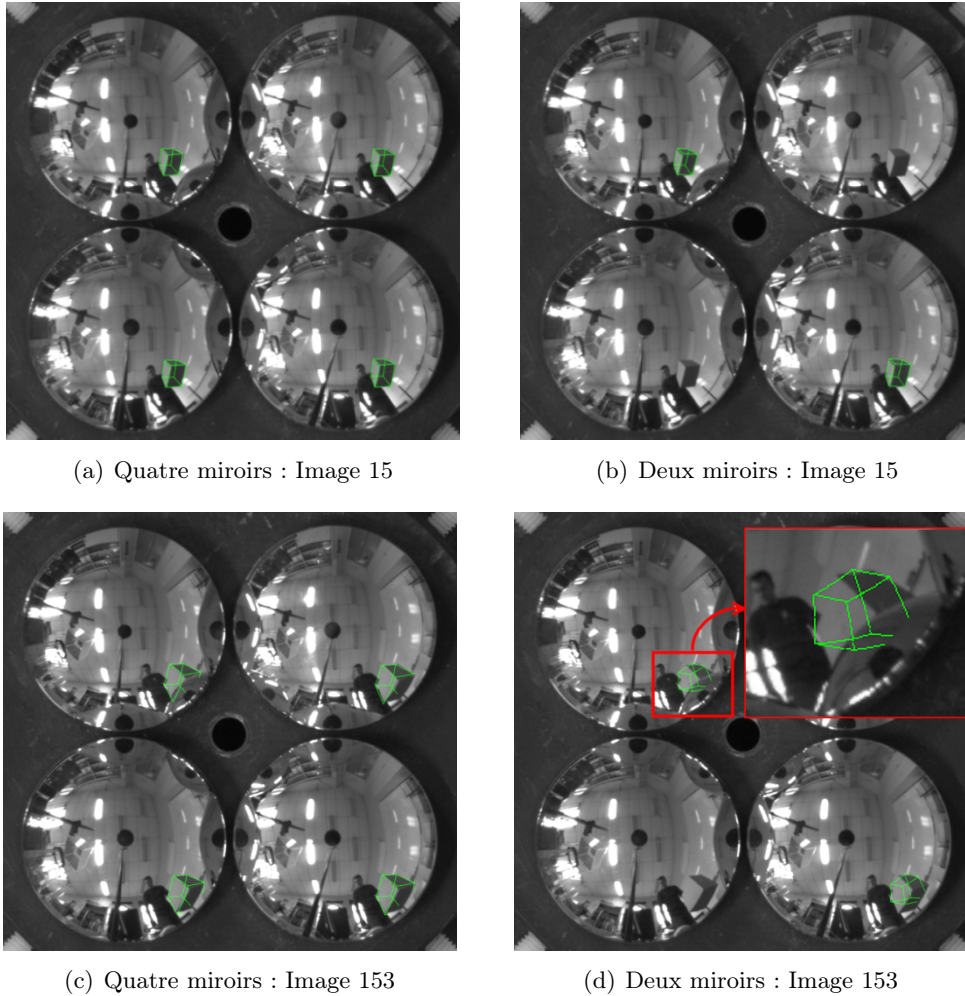 (a) Quatre miroirs : Image 15
(b) Deux miroirs : Image 15
(c) Quatre miroirs : Image 153
(d) Deux miroirs : Image 153